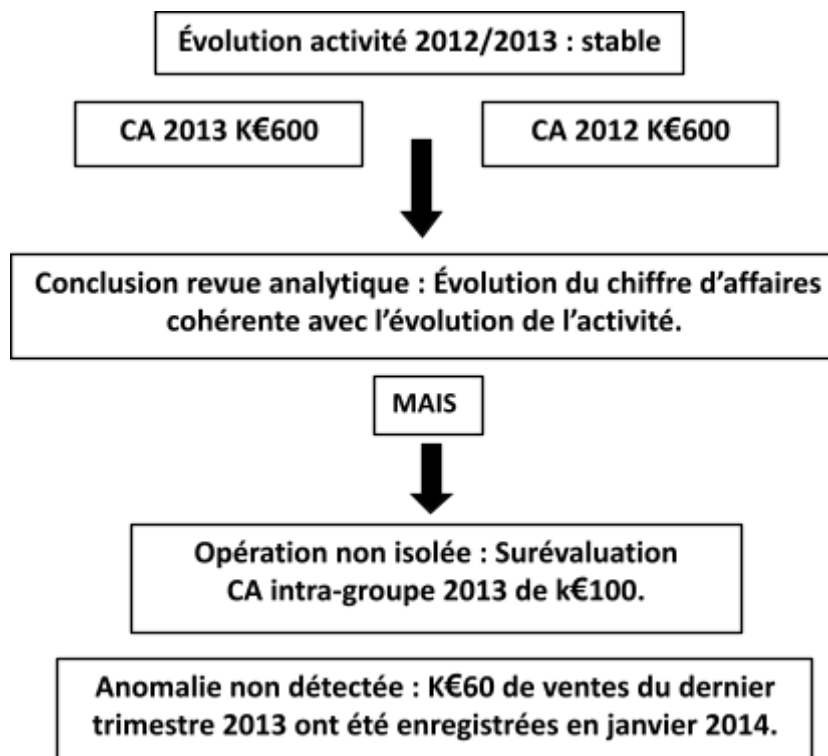 Évolution activité 2012/2013 : stable
CA 2013 K€600
CA 2012 K€600
Conclusion revue analytique : Évolution du chiffre d’affaires
cohérente avec l’évolution de l’activité.
MAIS
Opération non isolée : Surévaluation
CA intra-groupe 2013 de k€100.
Anomalie non détectée : K€60 de ventes du dernier
trimestre 2013 ont été enregistrées en janvier 2014.